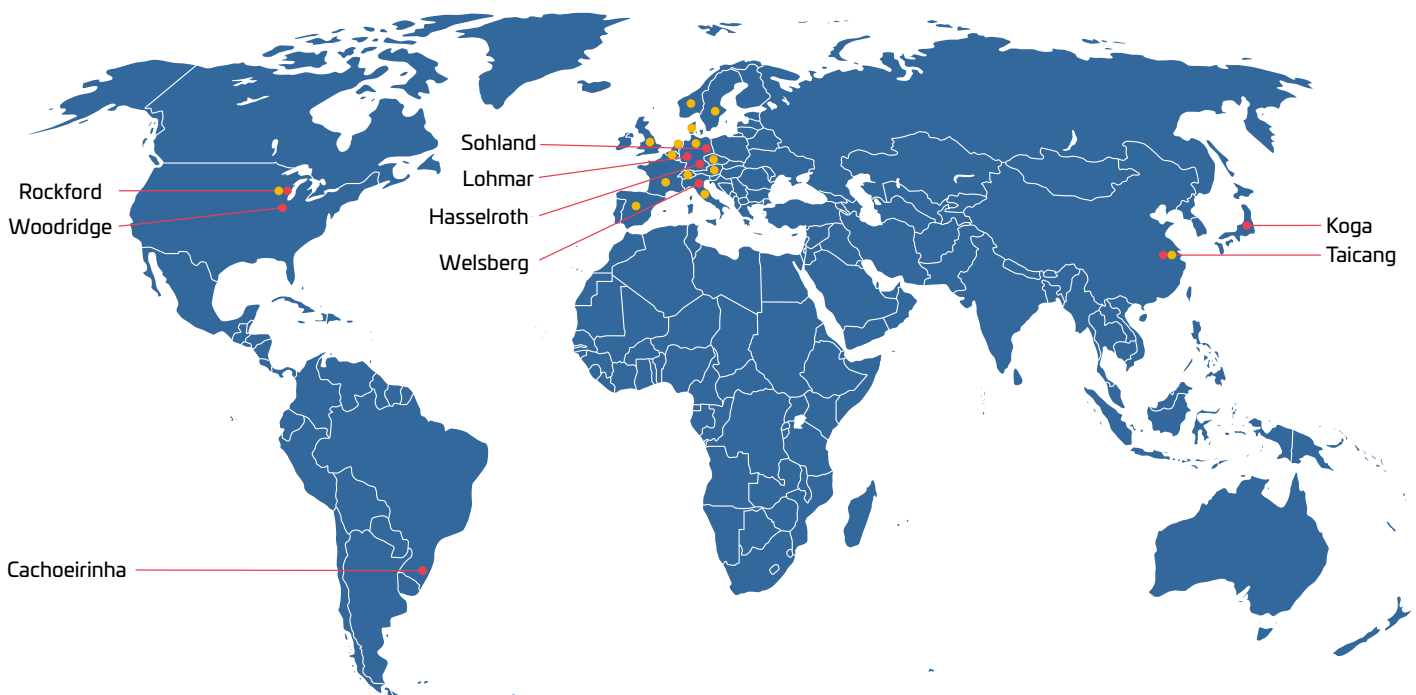 Rockford
Woodridge
Cachoeirinha
Sohland
Lohmar
Hasselroth
Welsberg
Koga
Taicang